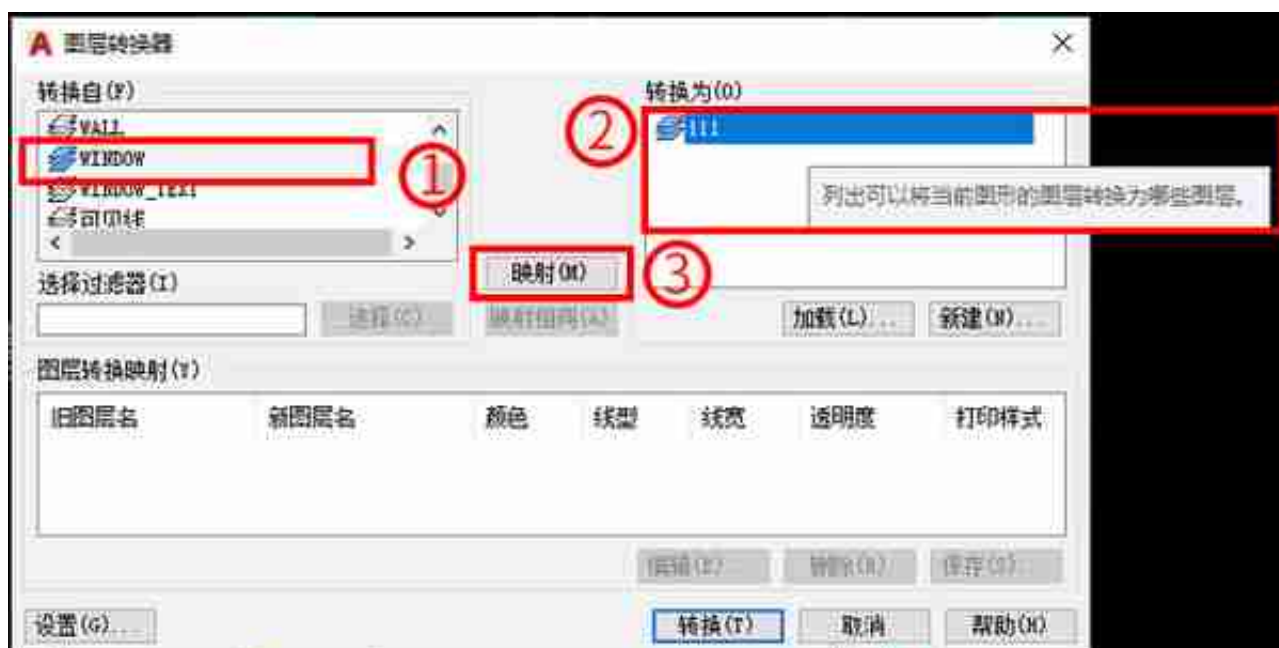 图层转换器
转换自(F)
转换为(O)
WALL
WINDOW
WINDOW_TEXT
111
①
②
列出可以将当前图形的图层转换为哪些图层。
映射(M)
③
选择过滤器(I)
选择(C)
映射相同(A)
加载(L)...
新建(N)...
图层转换映射(Y)
旧图层名
新图层名
颜色
线型
线宽
透明度
打印样式
编辑(E)...
删除(R)
保存(S)...
设置(G)...
转换(T)
取消
帮助(H)